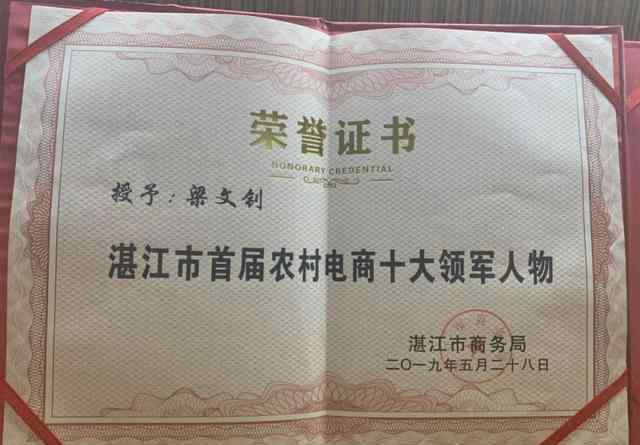 荣誉证书
HONORARY CREDENTIAL
授予：梁文钊
湛江市首届农村电商十大领军人物
湛江市商务局
二〇一九年五月二十八日